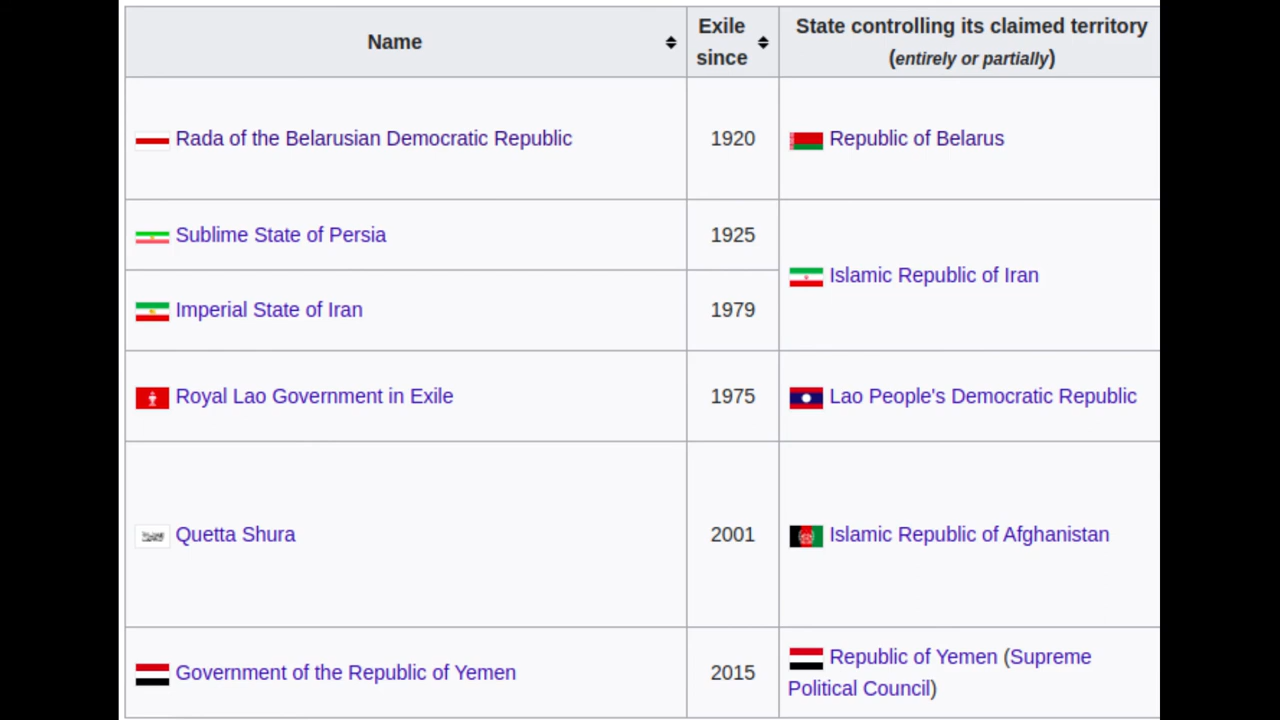 Name
Exile since
State controlling its claimed territory
(entirely or partially)
Rada of the Belarusian Democratic Republic
1920
Republic of Belarus
Sublime State of Persia
1925
Islamic Republic of Iran
Imperial State of Iran
1979
Royal Lao Government in Exile
1975
Lao People's Democratic Republic
Quetta Shura
2001
Islamic Republic of Afghanistan
Government of the Republic of Yemen
2015
Republic of Yemen (Supreme
Political Council)